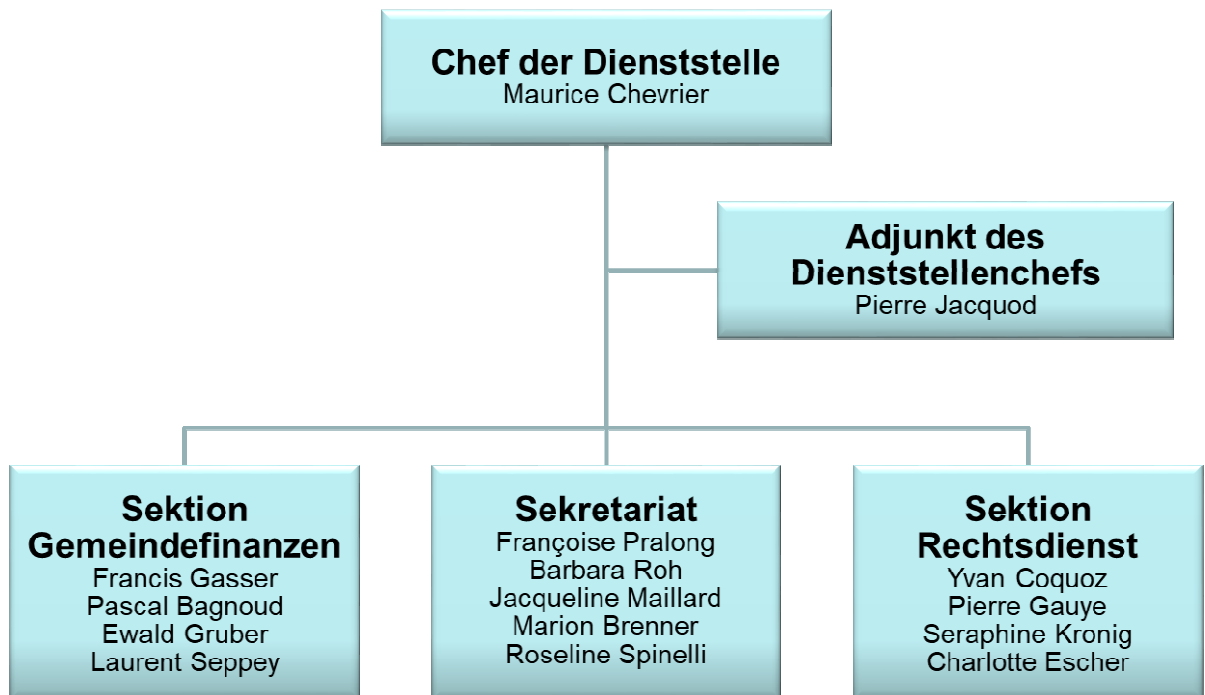 Chef der Dienststelle
Maurice Chevrier
Adjunkt des
Dienststellenchefs
Pierre Jacquod
Sektion
Gemeindefinanzen
Francis Gasser
Pascal Bagnoud
Ewald Gruber
Laurent Seppey
Sekretariat
Françoise Pralong
Barbara Roh
Jacqueline Maillard
Marion Brenner
Roseline Spinelli
Sektion
Rechtsdienst
Yvan Coquoz
Pierre Gauye
Seraphine Kronig
Charlotte Escher